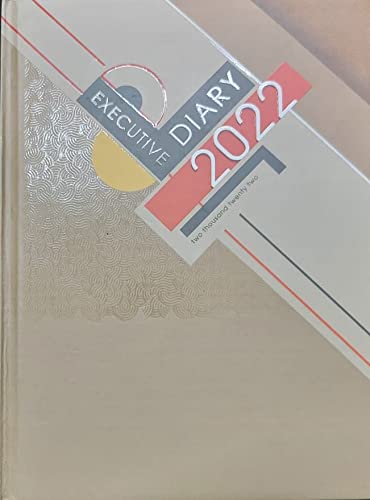 EXECUTIVE
DIARY
2022
two thousand twenty two